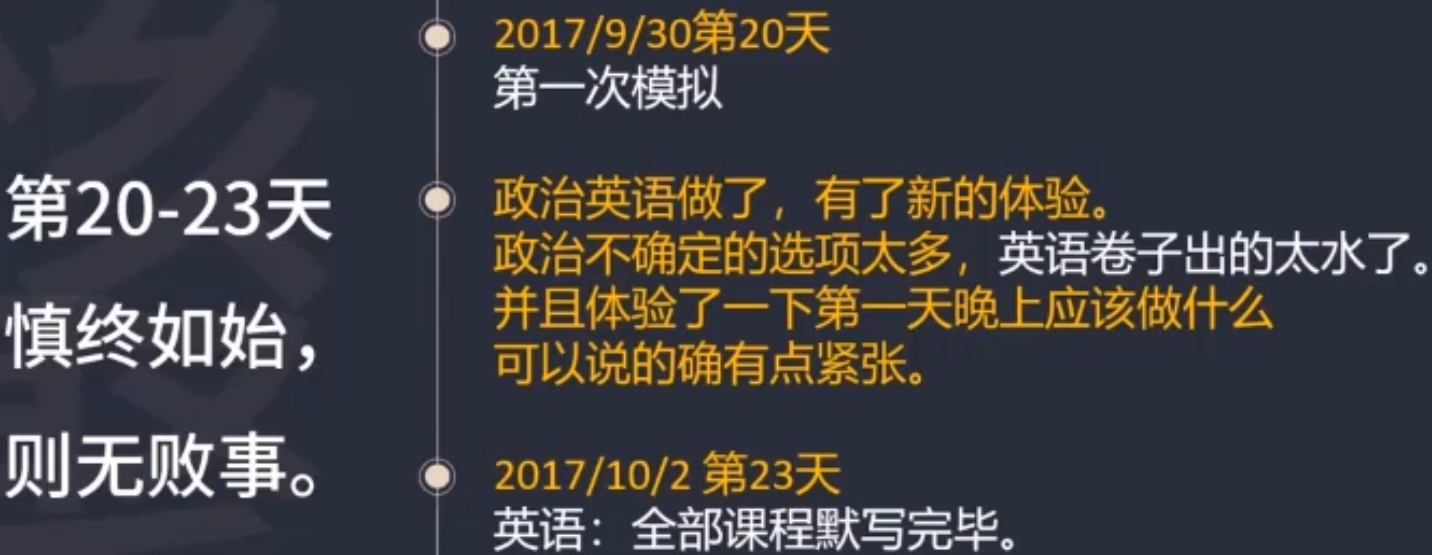 第20-23天
慎终如始，
则无败事。
2017/9/30第20天
第一次模拟
政治英语做了，有了新的体验。
政治不确定的选项太多，英语卷子出的太水了。
并且体验了一下第一天晚上应该做什么
可以说的确有点紧张。
2017/10/2 第23天
英语：全部课程默写完毕。